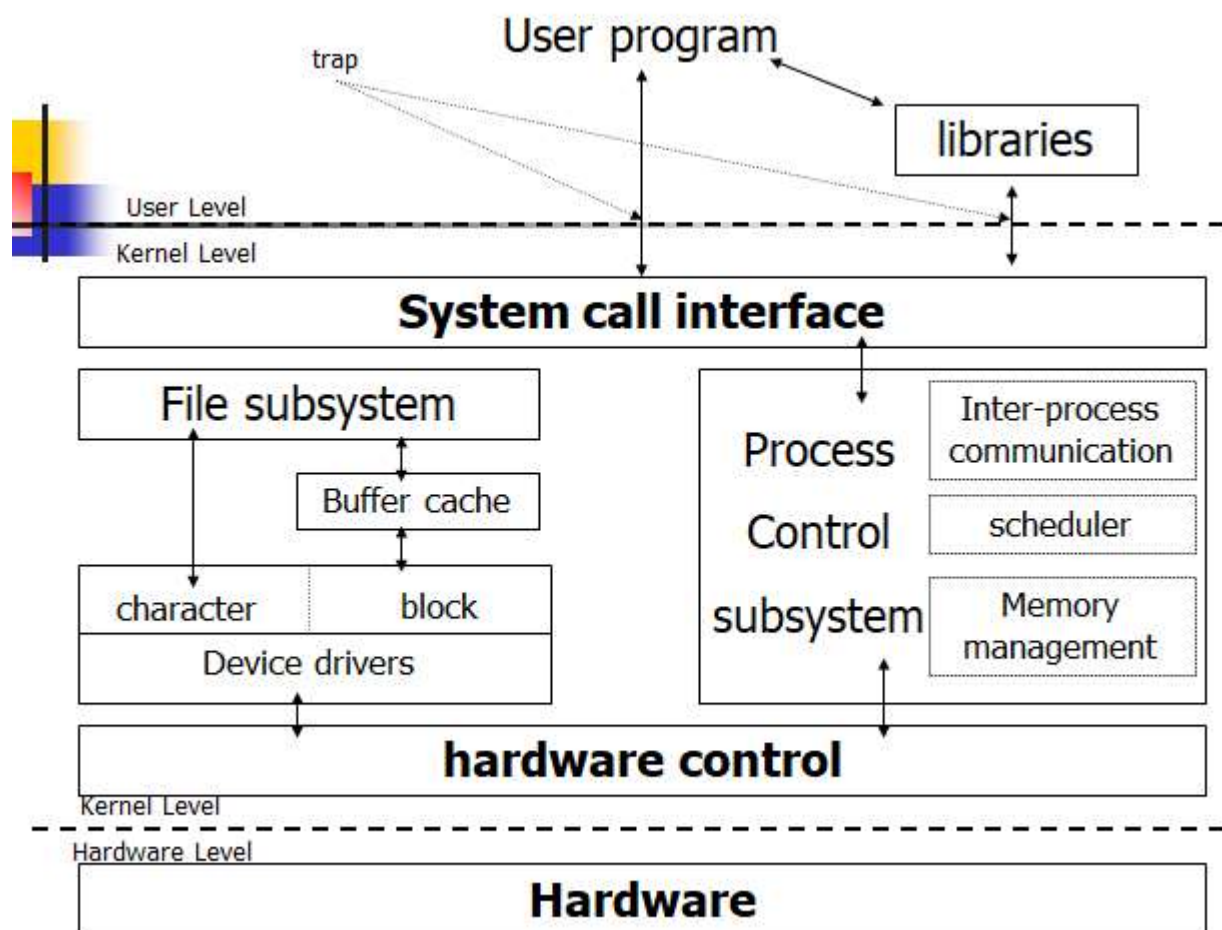 User program
trap
libraries
User Level
Kernel Level
System call interface
File subsystem
Buffer cache
character
block
Device drivers
Process
Control
subsystem
Inter-process
communication
scheduler
Memory
management
hardware control
Kernel Level
Hardware Level
Hardware